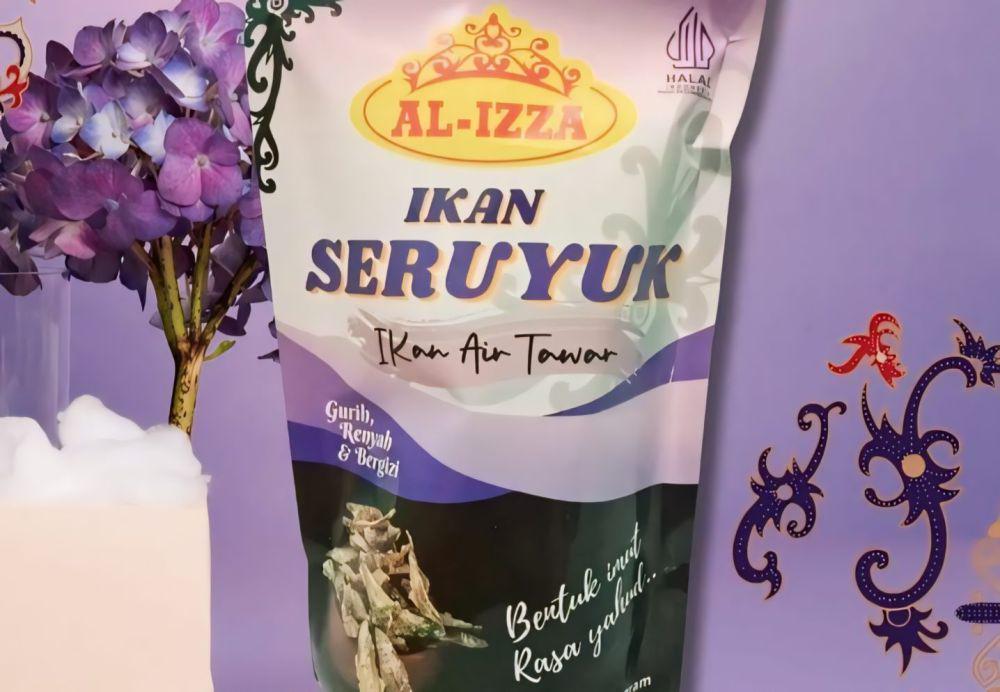 HALAL
AL-IZZA
IKAN
SERUYUK
IKan Air Tawar
Gurih,
Renyah
& Bergizi
Bentuk imut
Rasa yahud..